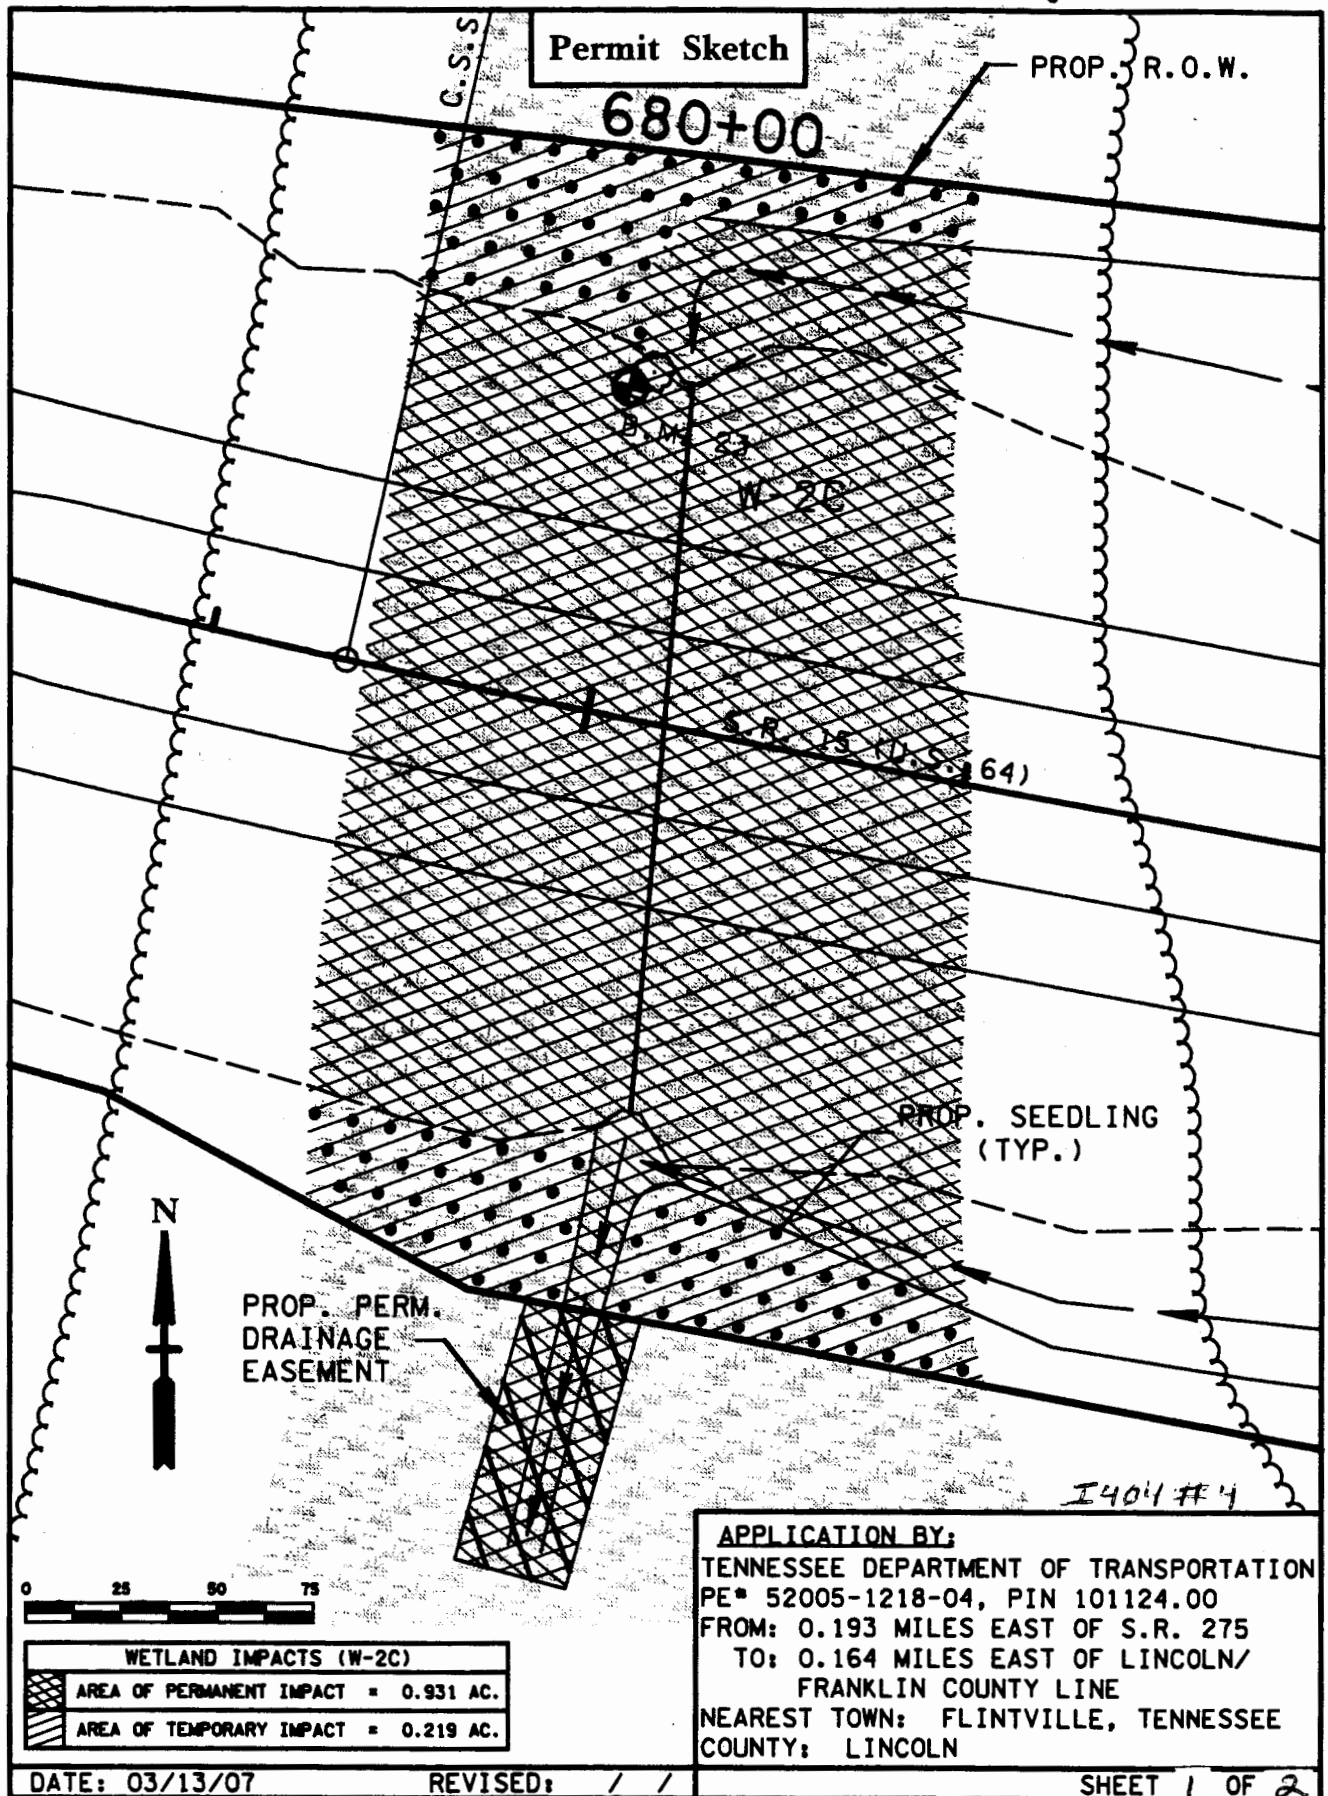 Permit Sketch
C.S.S
PROP. R.O.W.
680+00
B.M. 23
W-2C
S.R. 15 (U.S. 64)
PROP. SEEDLING
(TYP.)
N
PROP. PERM.
DRAINAGE
EASEMENT
I404 #4
0 25 50 75
WETLAND IMPACTS (W-2C)
AREA OF PERMANENT IMPACT = 0.931 AC.
AREA OF TEMPORARY IMPACT = 0.219 AC.
APPLICATION BY:
TENNESSEE DEPARTMENT OF TRANSPORTATION
PE# 52005-1218-04, PIN 101124.00
FROM: 0.193 MILES EAST OF S.R. 275
TO: 0.164 MILES EAST OF LINCOLN/
FRANKLIN COUNTY LINE
NEAREST TOWN: FLINTVILLE, TENNESSEE
COUNTY: LINCOLN
DATE: 03/13/07 REVISED: / /
SHEET 1 OF 2